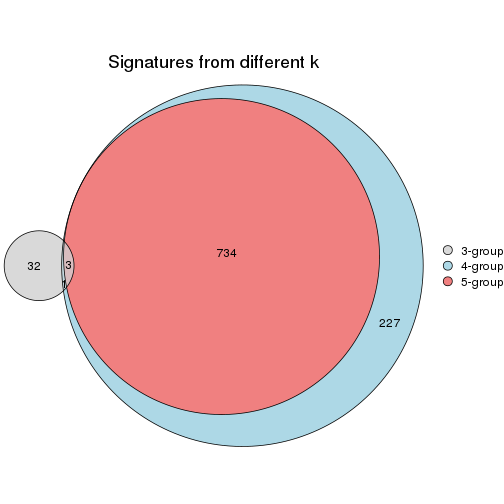 Signatures from different k
734
32
3
1
227
3-group
4-group
5-group